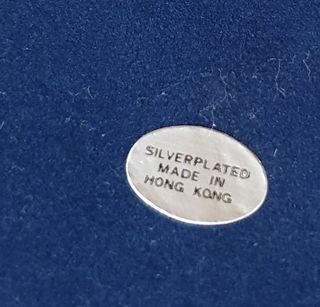 SILVERPLATED
MADE IN
HONG KONG